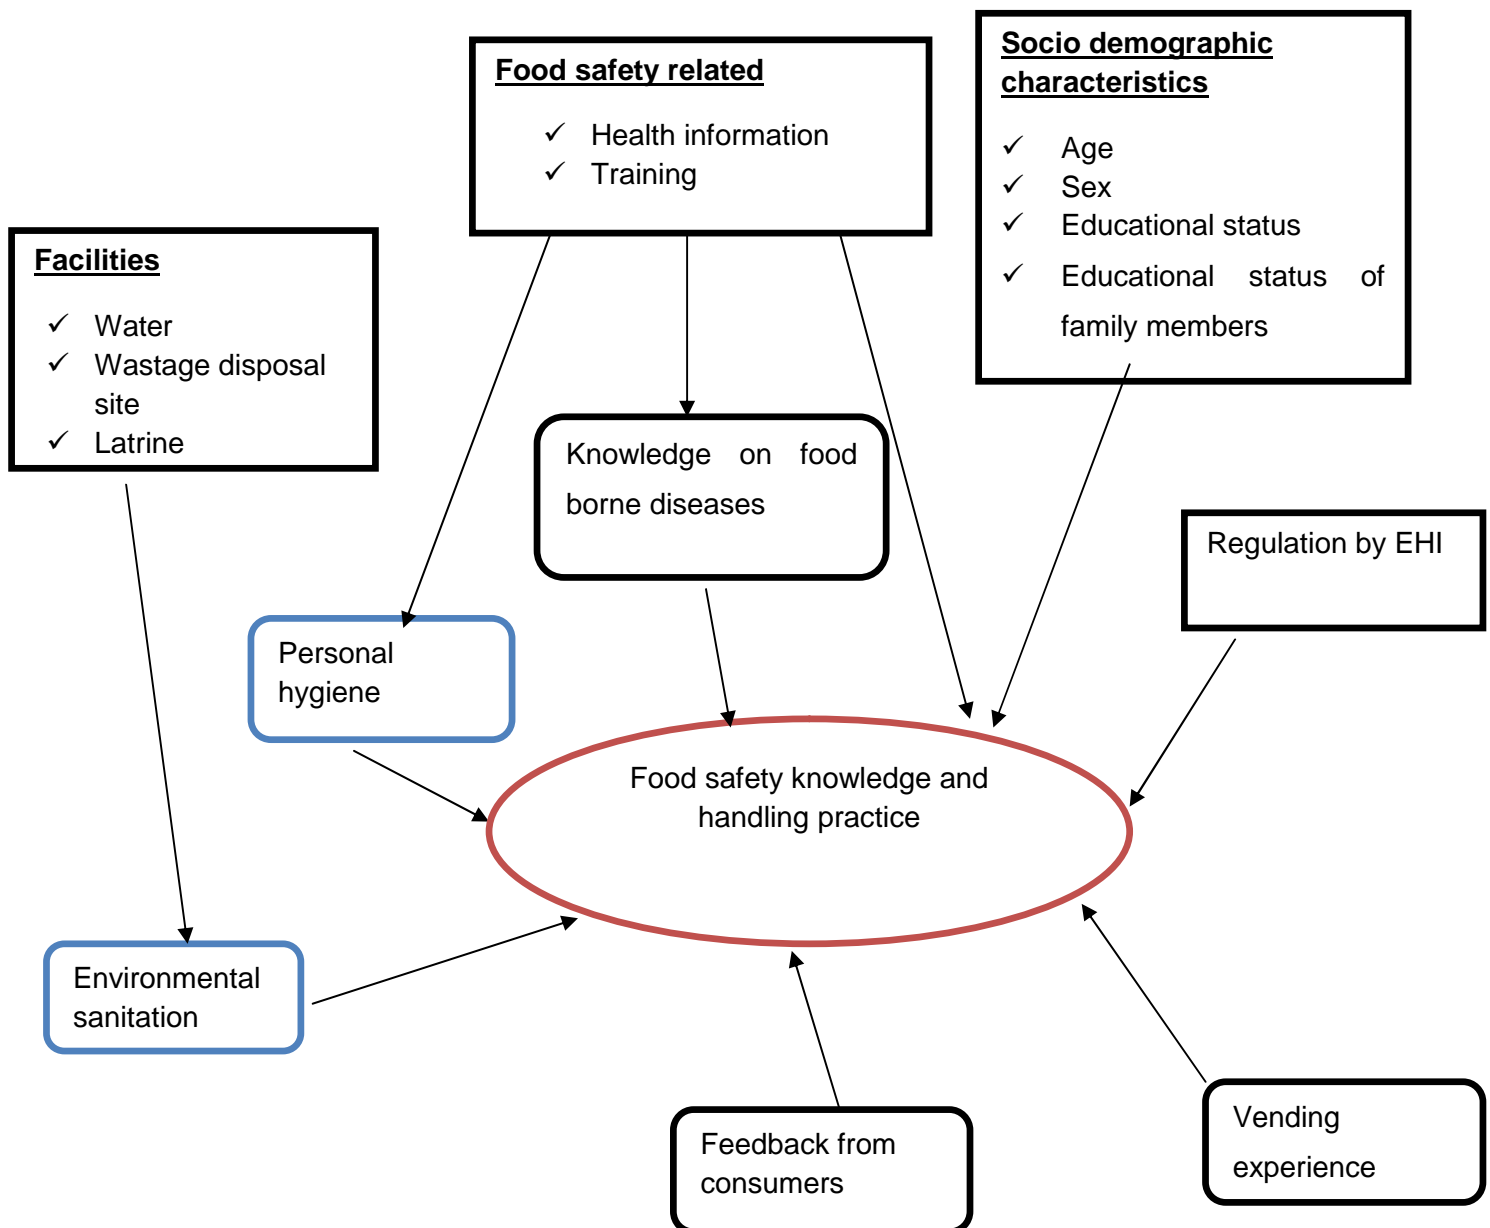 Food safety related
✓ Health information
✓ Training
Socio demographic
characteristics
✓ Age
✓ Sex
✓ Educational status
✓ Educational status of
family members
Facilities
✓ Water
✓ Wastage disposal
site
✓ Latrine
Knowledge on food
borne diseases
Regulation by EHI
Personal
hygiene
Food safety knowledge and
handling practice
Environmental
sanitation
Feedback from
consumers
Vending
experience